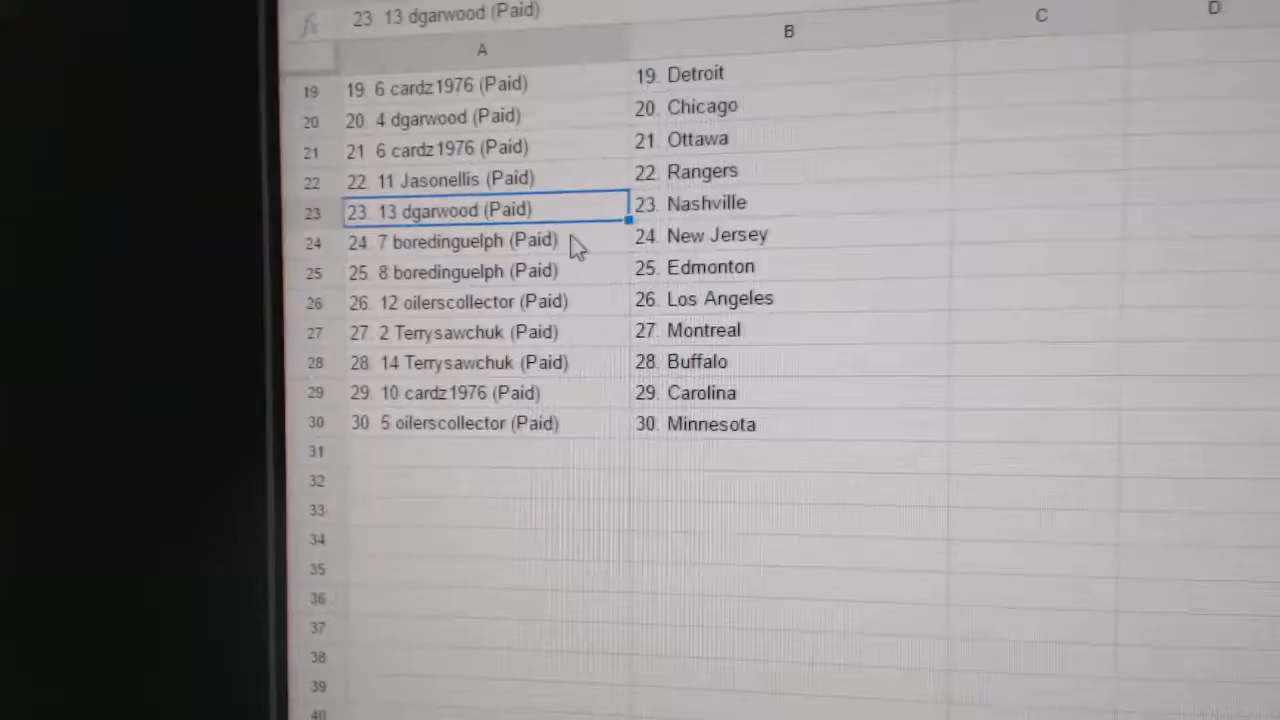 fx 23 13 dgarwood (Paid)
A B C D
19 19 6 cardz1976 (Paid) 19. Detroit
20 20 4 dgarwood (Paid) 20. Chicago
21 21 6 cardz1976 (Paid) 21. Ottawa
22 22 11 Jasonellis (Paid) 22. Rangers
23 23. 13 dgarwood (Paid) 23. Nashville
24 24 7 boredinguelph (Paid) 24. New Jersey
25 25 8 boredinguelph (Paid) 25. Edmonton
26 26. 12 oilerscollector (Paid) 26. Los Angeles
27 27. 2 Terrysawchuk (Paid) 27. Montreal
28 28 14 Terrysawchuk (Paid) 28. Buffalo
29 29. 10 cardz1976 (Paid) 29. Carolina
30 30 5 oilerscollector (Paid) 30. Minnesota
31
32
33
34
35
36
37
38
39
40